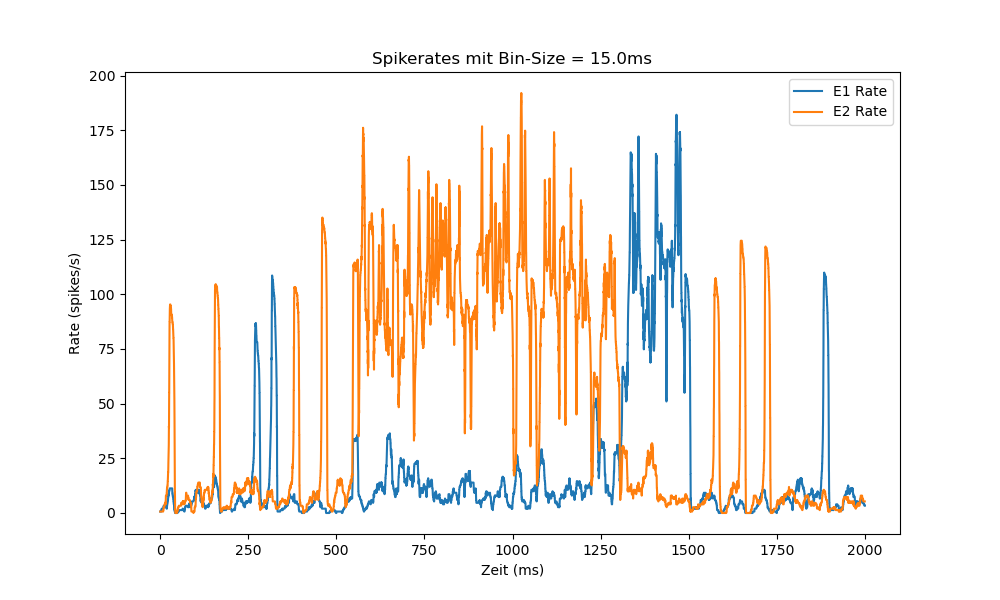 Spikerates mit Bin-Size = 15.0ms
E1 Rate
E2 Rate
200
175
150
125
100
75
50
25
0
Rate (spikes/s)
0 250 500 750 1000 1250 1500 1750 2000
Zeit (ms)